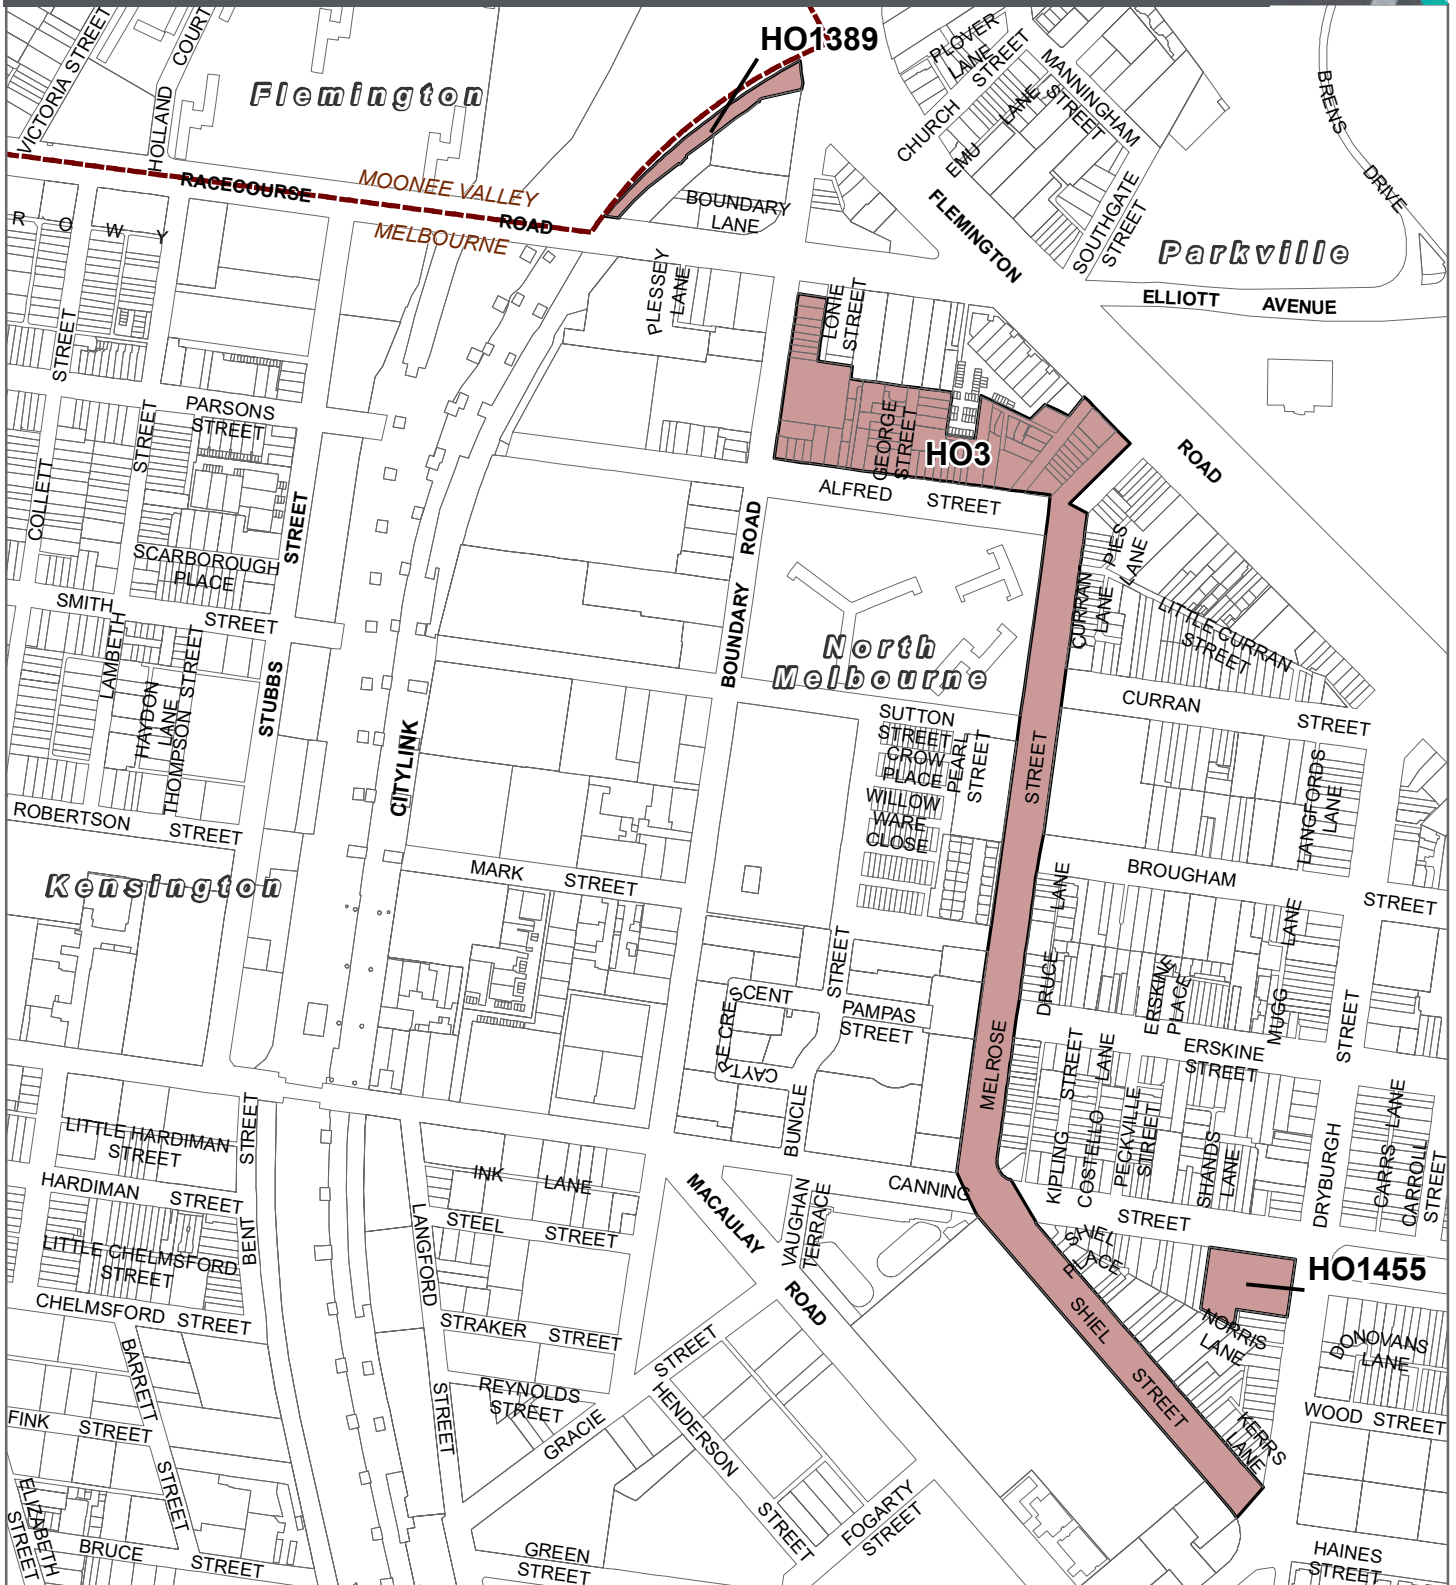 HO1389
PLOVER
LANE
STREET
MANNINGHAM
STREET
CHURCH
EMU LANE
VICTORIA STREET
HOLLAND COURT
Flemington
BRENS DRIVE
RACECOURSE ROAD
MOONEE VALLEY
MELBOURNE
BOUNDARY
LANE
FLEMINGTON ROAD
SOUTHGATE
STREET
Parkville
ELLIOTT AVENUE
R O W Y
PLESSEY
LANE
LONIE
STREET
STREET
PARSONS
STREET
STREET
COLLETT
GEORGE
STREET
HO3
ALFRED STREET
BOUNDARY ROAD
STUBBS STREET
SCARBOROUGH
PLACE
SMITH STREET
PIES
LANE
CURRAN
LANE
LITTLE CURRAN
STREET
LAMBETH
HAYDON
LANE
THOMPSON STREET
North
Melbourne
CURRAN STREET
SUTTON
STREET
CROW
PLACE
PEARL
STREET
WILLOW
WARE
CLOSE
CITYLINK
ROBERTSON STREET
LANGFORDS
LANE
MELROSE STREET
Kensington
MARK STREET
BROUGHAM STREET
DRUCE LANE
MUGG LANE
ERSKINE
PLACE
STREET
SCENT
RE CRE
CAYT
PAMPAS
STREET
ERSKINE
STREET
STREET
BUNCLE
KIPLING STREET
COSTELLO LANE
PECKVILLE
STREET
SHANDS
LANE
DRYBURGH
CARRS LANE
CARROLL
STREET
LITTLE HARDIMAN
STREET
BENT STREET
HARDIMAN STREET
INK LANE
STEEL STREET
CANNING STREET
MACAULAY ROAD
VAUGHAN
TERRACE
LITTLE CHELMSFORD
STREET
CHELMSFORD STREET
LANGFORD STREET
SHIEL
PLACE
HO1455
STRAKER STREET
SHIEL STREET
NORRIS
LANE
DONOVANS
LANE
BARRETT STREET
FINK STREET
REYNOLDS
STREET
GRACIE STREET
HENDERSON STREET
WOOD STREET
KERRS
LANE
ELIZABETH
STREET
BRUCE STREET
GREEN
STREET
FOGARTY
STREET
HAINES
STREET